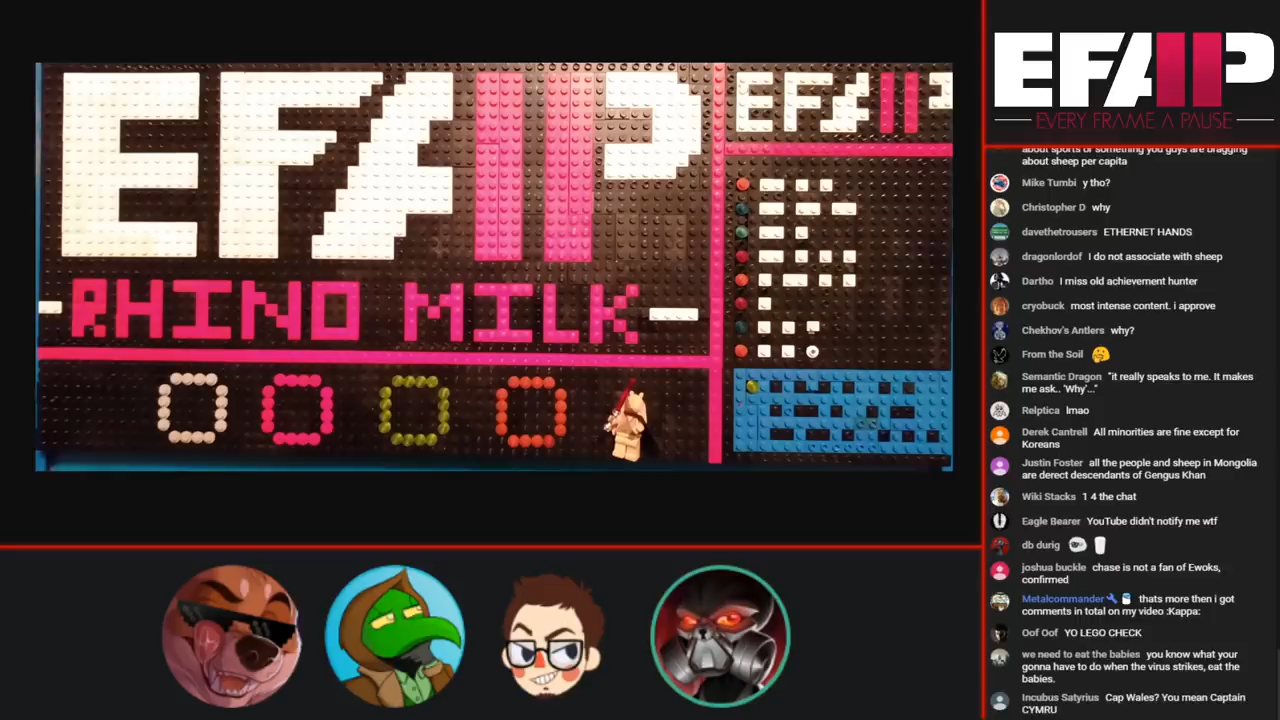 EFAP
RHINO MILK
EFAP
EFAP
EVERY FRAME A PAUSE
about sports or something you guys are bragging
about sheep per capita
Mike Tumbi y tho?
Christopher D why
davethetrousers ETHERNET HANDS
dragonlordof I do not associate with sheep
Dartho I miss old achievement hunter
cryobuck most intense content. i approve
Chekhov's Antlers why?
From the Soil 🤔
Semantic Dragon "it really speaks to me. It makes
me ask.. 'Why'..."
Relptica lmao
Derek Cantrell All minorities are fine except for
Koreans
Justin Foster all the people and sheep in Mongolia
are derect descendants of Gengus Khan
Wiki Stacks 1 4 the chat
Eagle Bearer YouTube didn't notify me wtf
db durig
joshua buckle chase is not a fan of Ewoks,
confirmed
Metalcommander thats more then i got
comments in total on my video :Kappa:
Oof Oof YO LEGO CHECK
we need to eat the babies you know what your
gonna have to do when the virus strikes, eat the
babies.
Incubus Satyrius Cap Wales? You mean Captain
CYMRU